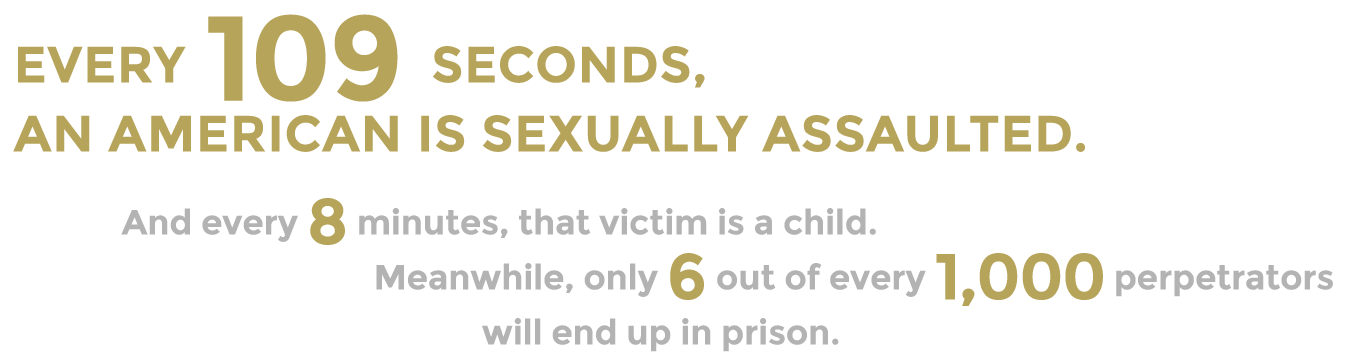 EVERY 109 SECONDS,
AN AMERICAN IS SEXUALLY ASSAULTED.
And every 8 minutes, that victim is a child.
Meanwhile, only 6 out of every 1,000 perpetrators
will end up in prison.